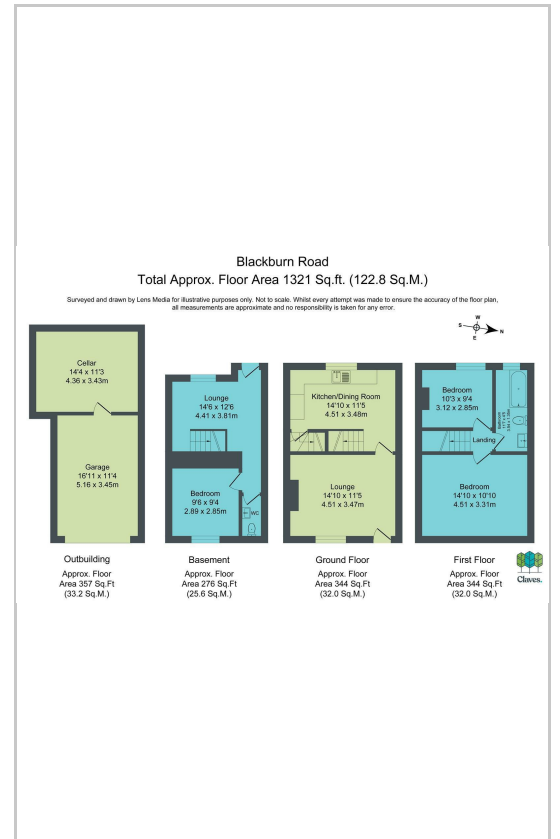 Blackburn Road
Total Approx. Floor Area 1321 Sq.ft. (122.8 Sq.M.)
Surveyed and drawn by Lens Media for illustrative purposes only. Not to scale. Whilst every attempt was made to ensure the accuracy of the floor plan,
all measurements are approximate and no responsibility is taken for any error.
W
S
N
E
Cellar
14'4 x 11'3
4.36 x 3.43m
Garage
16'11 x 11'4
5.16 x 3.45m
Outbuilding
Approx. Floor
Area 357 Sq.Ft
(33.2 Sq.M.)
Lounge
14'6 x 12'6
4.41 x 3.81m
Bedroom
9'6 x 9'4
2.89 x 2.85m
WC
Basement
Approx. Floor
Area 276 Sq.Ft
(25.6 Sq.M.)
Kitchen/Dining Room
14'10 x 11'5
4.51 x 3.48m
Lounge
14'10 x 11'5
4.51 x 3.47m
Ground Floor
Approx. Floor
Area 344 Sq.Ft
(32.0 Sq.M.)
Bedroom
10'3 x 9'4
3.12 x 2.85m
Bathroom
Landing
Bedroom
14'10 x 10'10
4.51 x 3.31m
First Floor
Approx. Floor
Area 344 Sq.Ft
(32.0 Sq.M.)
Claves.